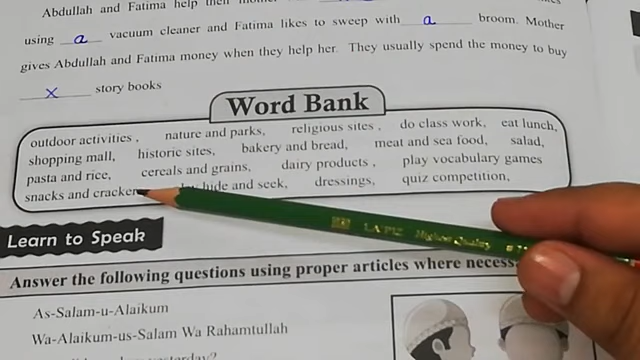 Abdullah and Fatima help their
using a vacuum cleaner and Fatima likes to sweep with a broom. Mother
gives Abdullah and Fatima money when they help her. They usually spend the money to buy
x story books
Word Bank
outdoor activities , nature and parks, religious sites , do class work, eat lunch,
shopping mall, historic sites, bakery and bread, meat and sea food, salad,
pasta and rice, cereals and grains, dairy products , play vocabulary games
snacks and hide and seek, dressings, quiz competition,
Learn to Speak
Answer the following questions using proper articles where
As-Salam-u-Alaikum
Wa-Alaikum-us-Salam Wa Rahamtullah
yesterday?
LA PIZ Higher Quality